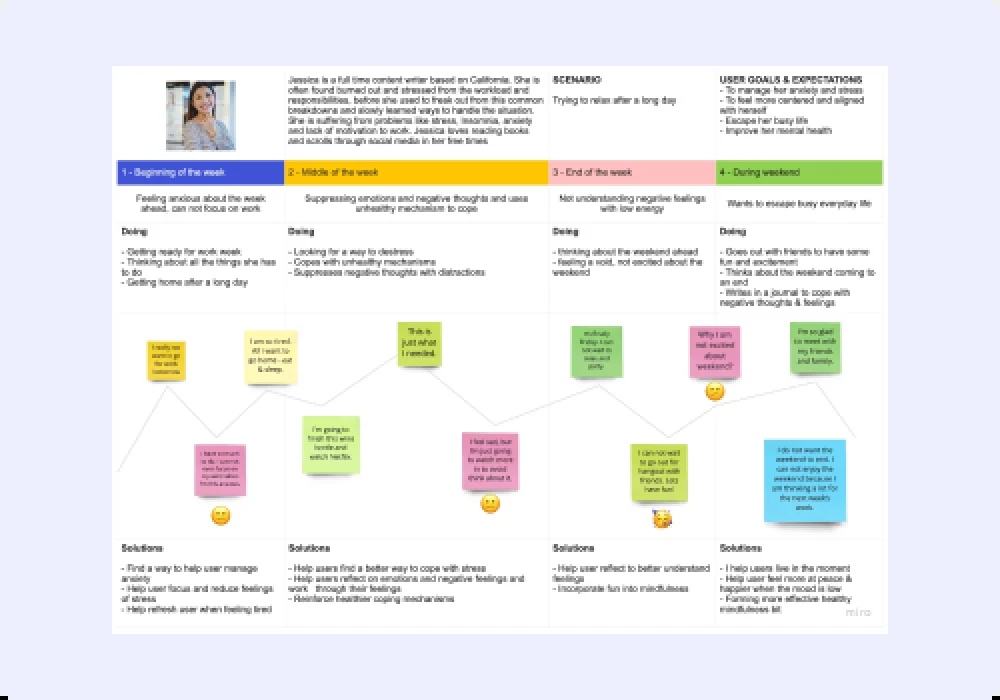 Jessica is a full time content writer based on California. She is
often found burned out and stressed from the workload and
responsibilities, before she used to freak out from this common
breakdowns and slowly learned ways to handle the situation.
She is suffering from problems like stress, insomnia, anxiety
and lack of motivation to work. Jessica loves reading books
and scrolls through social media in her free times
SCENARIO
Trying to relax after a long day
USER GOALS & EXPECTATIONS
- To manage her anxiety and stress
- To feel more centered and aligned
with herself
- Escape her busy life
- Improve her mental health
1 - Beginning of the week
2 - Middle of the week
3 - End of the week
4 - During weekend
Feeling anxious about the week
ahead, can not focus on work
Suppressing emotions and negative thoughts and uses
unhealthy mechanism to cope
Not understanding negative feelings
with low energy
Wants to escape busy everyday life
Doing
- Getting ready for work week
- Thinking about all the things she has
to do
- Getting home after a long day
Doing
- Looking for a way to destress
- Copes with unhealthy mechanisms
- Suppresses negative thoughts with distractions
Doing
- thinking about the weekend ahead
- feeling a void, not excited about the
weekend
Doing
- Goes out with friends to have some
fun and excitement
- Thinks about the weekend coming to
an end
- Writes in a journal to cope with
negative thoughts & feelings
I am so tired.
All I want to
go home - eat
& sleep.
This is
just what
I needed.
Why I am
not excited
about
weekend?
I'm so glad
to meet with
my friends
and family.
I'm going to
finish this wine
bottle and
watch Netflix.
I feel sad, but
I'm just going
to watch more
tv to avoid
think about it.
I can not wait
to go out for
hangout with
friends. Lots
have fun!
I do not want the
weekend to end. I
can not enjoy the
weekend because I
am thinking a lot for
the next week's
work.
Solutions
- Find a way to help user manage
anxiety
- Help user focus and reduce feelings
of stress
- Help refresh user when feeling tired
Solutions
- Help users find a better way to cope with stress
- Help users reflect on emotions and negative feelings and
work through their feelings
- Reinforce healthier coping mechanisms
Solutions
- Help user reflect to better understand
feelings
- Incorporate fun into mindfulness
Solutions
- I help users live in the moment
- Help user feel more at peace &
happier when the mood is low
- Forming more effective healthy
mindfulness
miro